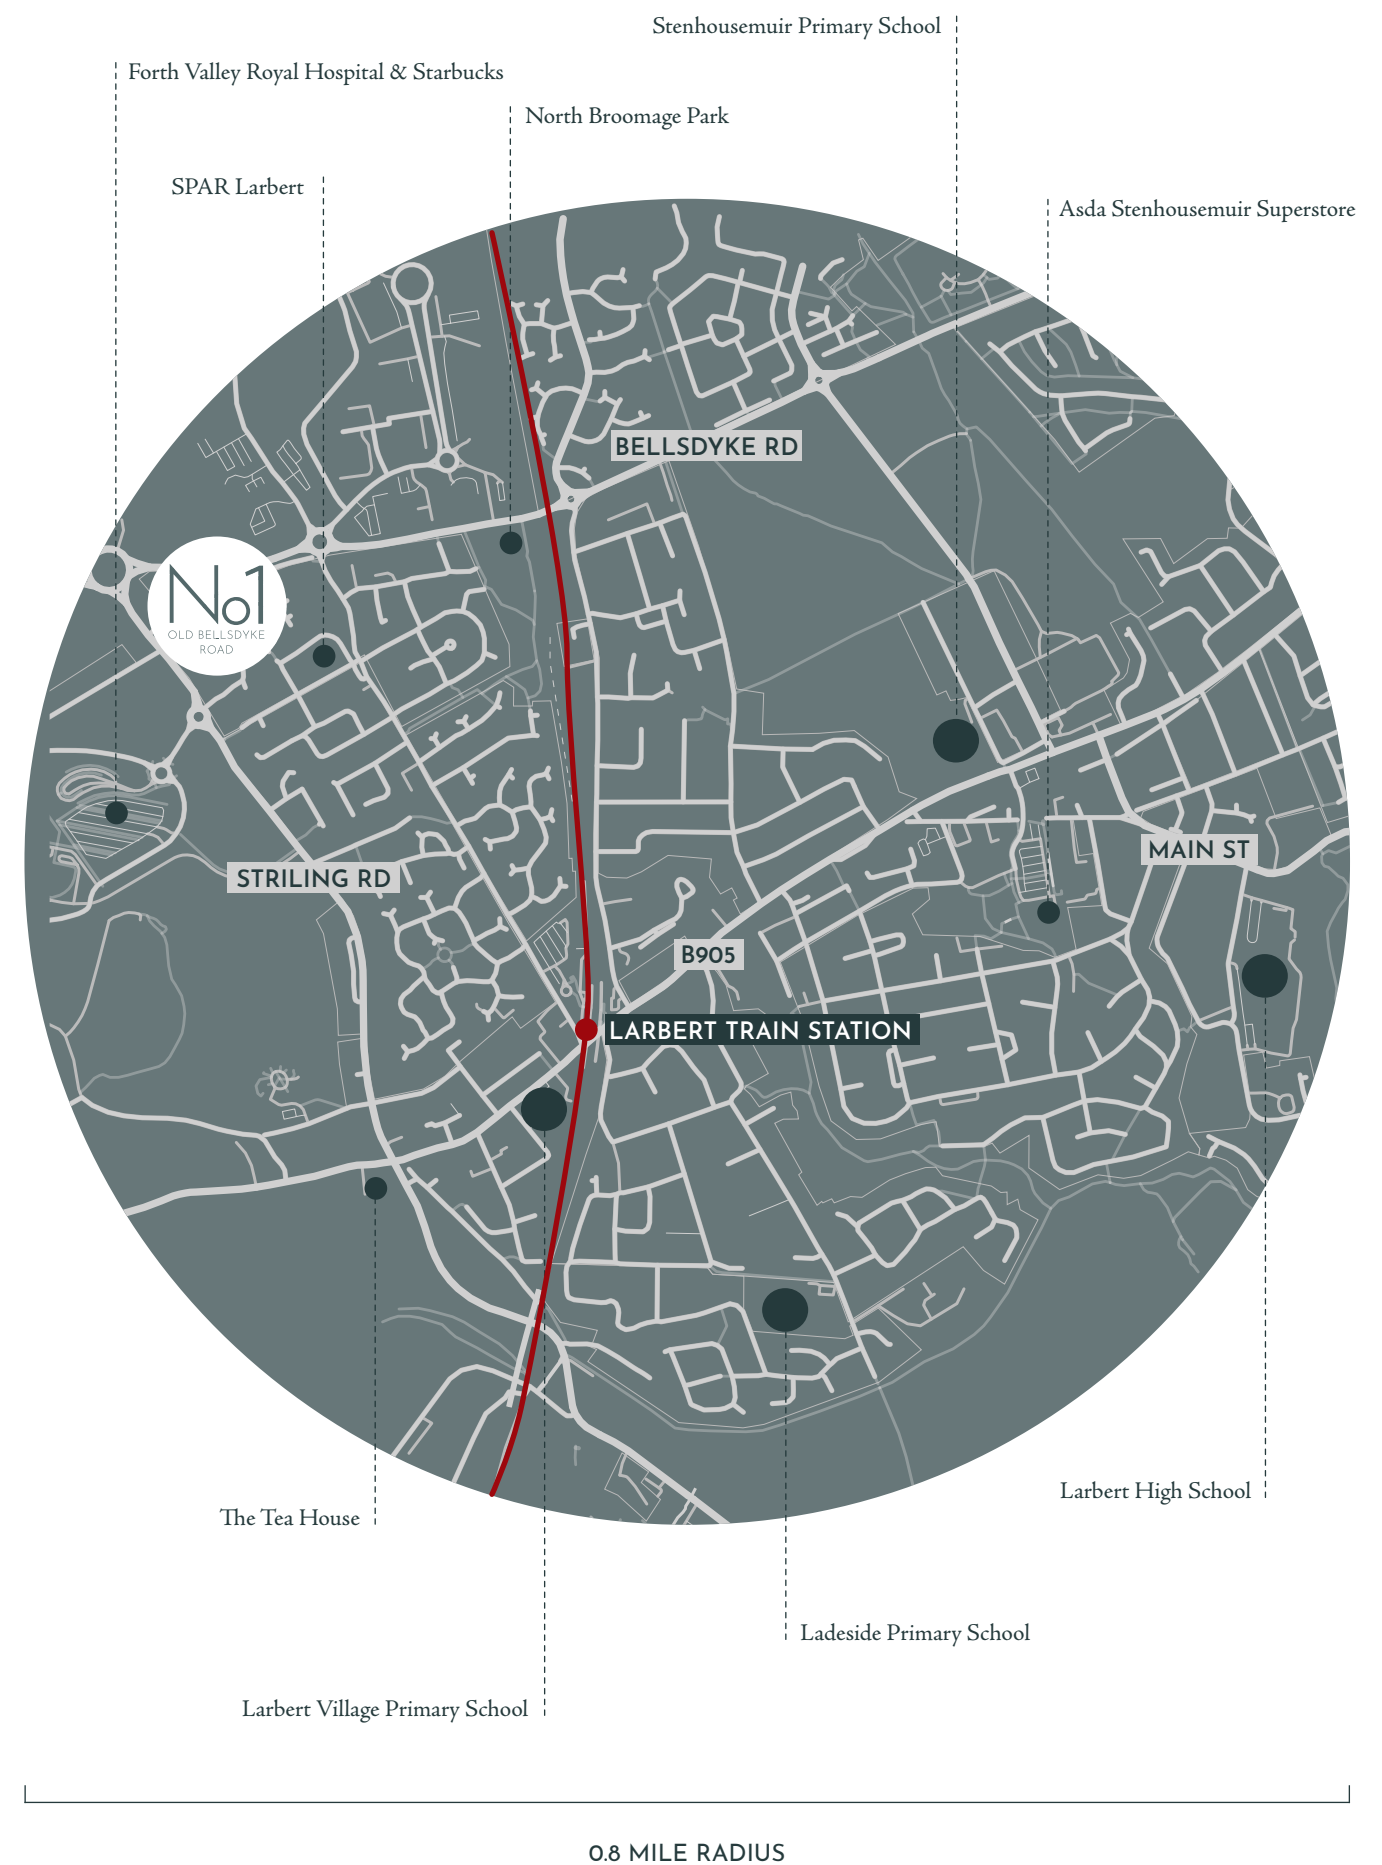 Stenhousemuir Primary School
Forth Valley Royal Hospital & Starbucks
North Broomage Park
SPAR Larbert
Asda Stenhousemuir Superstore
BELLSDYKE RD
No1
OLD BELLSDYKE
ROAD
MAIN ST
STRILING RD
B905
LARBERT TRAIN STATION
Larbert High School
The Tea House
Ladeside Primary School
Larbert Village Primary School
0.8 MILE RADIUS